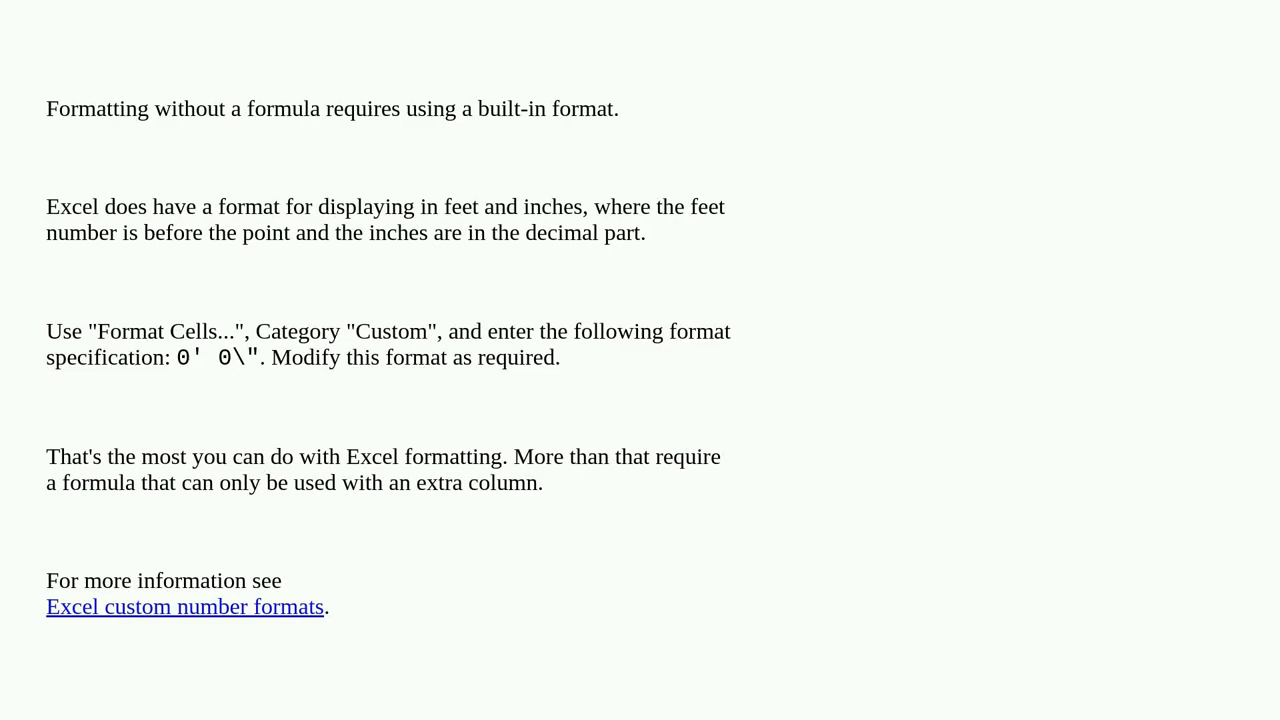 Formatting without a formula requires using a built-in format.
Excel does have a format for displaying in feet and inches, where the feet
number is before the point and the inches are in the decimal part.
Use "Format Cells...", Category "Custom", and enter the following format
specification: 0' 0\". Modify this format as required.
That's the most you can do with Excel formatting. More than that require
a formula that can only be used with an extra column.
For more information see
Excel custom number formats.